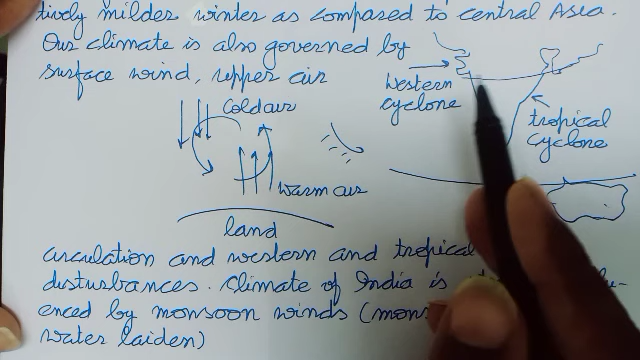 tively milder winter as compared to central Asia.
Our climate is also governed by
surface wind, upper air
Western
cyclone
tropical
cyclone
Cold air
Warm air
land
circulation and western and tropical
disturbances. Climate of India is
enced by monsoon winds (mon
water laiden)